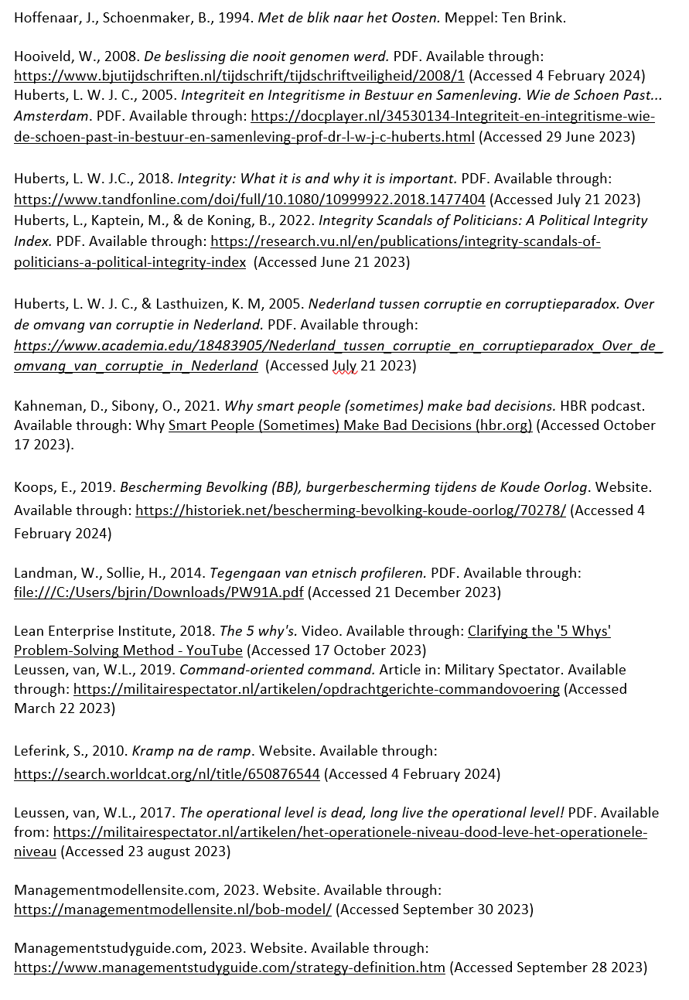 Hoffenaar, J., Schoenmaker, B., 1994. Met de blik naar het Oosten. Meppel: Ten Brink.
Hooiveld, W., 2008. De beslissing die nooit genomen werd. PDF. Available through:
https://www.bjutijdschriften.nl/tijdschrift/tijdschriftveiligheid/2008/1 (Accessed 4 February 2024)
Huberts, L. W. J. C., 2005. Integriteit en Integritisme in Bestuur en Samenleving. Wie de Schoen Past...
Amsterdam. PDF. Available through: https://docplayer.nl/34530134-Integriteit-en-integritisme-wie-
de-schoen-past-in-bestuur-en-samenleving-prof-dr-l-w-j-c-huberts.html (Accessed 29 June 2023)
Huberts, L. W. J.C., 2018. Integrity: What it is and why it is important. PDF. Available through:
https://www.tandfonline.com/doi/full/10.1080/10999922.2018.1477404 (Accessed July 21 2023)
Huberts, L., Kaptein, M., & de Koning, B., 2022. Integrity Scandals of Politicians: A Political Integrity
Index. PDF. Available through: https://research.vu.nl/en/publications/integrity-scandals-of-
politicians-a-political-integrity-index (Accessed June 21 2023)
Huberts, L. W. J. C., & Lasthuizen, K. M, 2005. Nederland tussen corruptie en corruptieparadox. Over
de omvang van corruptie in Nederland. PDF. Available through:
https://www.academia.edu/18483905/Nederland_tussen_corruptie_en_corruptieparadox_Over_de_
omvang_van_corruptie_in_Nederland (Accessed July 21 2023)
Kahneman, D., Sibony, O., 2021. Why smart people (sometimes) make bad decisions. HBR podcast.
Available through: Why Smart People (Sometimes) Make Bad Decisions (hbr.org) (Accessed October
17 2023).
Koops, E., 2019. Bescherming Bevolking (BB), burgerbescherming tijdens de Koude Oorlog. Website.
Available through: https://historiek.net/bescherming-bevolking-koude-oorlog/70278/ (Accessed 4
February 2024)
Landman, W., Sollie, H., 2014. Tegengaan van etnisch profileren. PDF. Available through:
file:///C:/Users/bjrin/Downloads/PW91A.pdf (Accessed 21 December 2023)
Lean Enterprise Institute, 2018. The 5 why's. Video. Available through: Clarifying the '5 Whys'
Problem-Solving Method - YouTube (Accessed 17 October 2023)
Leussen, van, W.L., 2019. Command-oriented command. Article in: Military Spectator. Available
through: https://militairespectator.nl/artikelen/opdrachtgerichte-commandovoering (Accessed
March 22 2023)
Leferink, S., 2010. Kramp na de ramp. Website. Available through:
https://search.worldcat.org/nl/title/650876544 (Accessed 4 February 2024)
Leussen, van, W.L., 2017. The operational level is dead, long live the operational level! PDF. Available
from: https://militairespectator.nl/artikelen/het-operationele-niveau-dood-leve-het-operationele-
niveau (Accessed 23 august 2023)
Managementmodellensite.com, 2023. Website. Available through:
https://managementmodellensite.nl/bob-model/ (Accessed September 30 2023)
Managementstudyguide.com, 2023. Website. Available through:
https://www.managementstudyguide.com/strategy-definition.htm (Accessed September 28 2023)